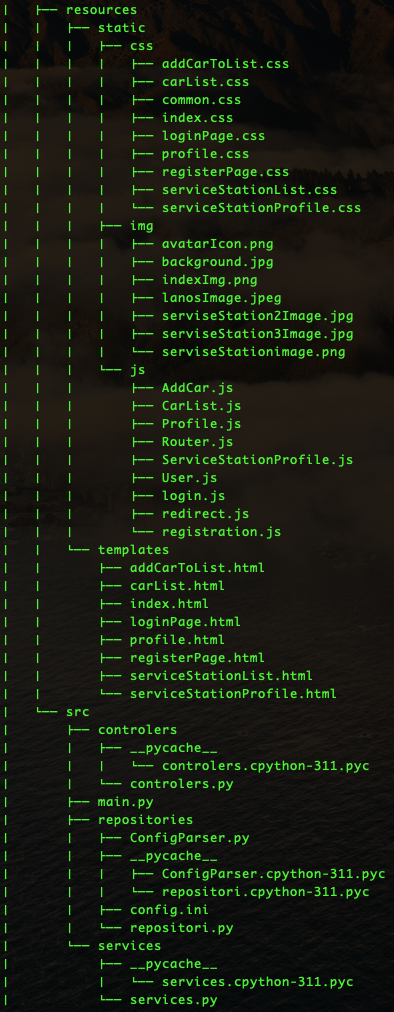 |   ├── resources
|   |   ├── static
|   |   |   ├── css
|   |   |   |   ├── addCarToList.css
|   |   |   |   ├── carList.css
|   |   |   |   ├── common.css
|   |   |   |   ├── index.css
|   |   |   |   ├── loginPage.css
|   |   |   |   ├── profile.css
|   |   |   |   ├── registerPage.css
|   |   |   |   ├── serviceStationList.css
|   |   |   |   └── serviceStationProfile.css
|   |   |   ├── img
|   |   |   |   ├── avatarIcon.png
|   |   |   |   ├── background.jpg
|   |   |   |   ├── indexImg.png
|   |   |   |   ├── lanosImage.jpeg
|   |   |   |   ├── serviseStation2Image.jpg
|   |   |   |   ├── serviseStation3Image.jpg
|   |   |   |   └── serviseStationimage.png
|   |   |   └── js
|   |   |       ├── AddCar.js
|   |   |       ├── CarList.js
|   |   |       ├── Profile.js
|   |   |       ├── Router.js
|   |   |       ├── ServiceStationProfile.js
|   |   |       ├── User.js
|   |   |       ├── login.js
|   |   |       ├── redirect.js
|   |   |       └── registration.js
|   |   └── templates
|   |       ├── addCarToList.html
|   |       ├── carList.html
|   |       ├── index.html
|   |       ├── loginPage.html
|   |       ├── profile.html
|   |       ├── registerPage.html
|   |       ├── serviceStationList.html
|   |       └── serviceStationProfile.html
|   └── src
|       ├── controlers
|       |   ├── __pycache__
|       |   |   └── controlers.cpython-311.pyc
|       |   └── controlers.py
|       ├── main.py
|       ├── repositories
|       |   ├── ConfigParser.py
|       |   ├── __pycache__
|       |   |   ├── ConfigParser.cpython-311.pyc
|       |   |   └── repositori.cpython-311.pyc
|       |   ├── config.ini
|       |   └── repositori.py
|       └── services
|           ├── __pycache__
|           |   └── services.cpython-311.pyc
|           └── services.py